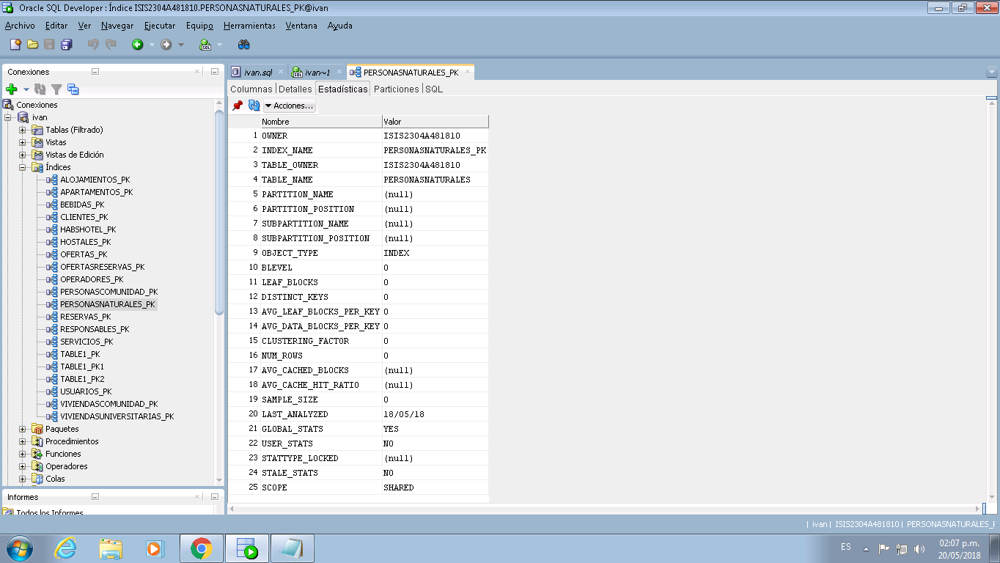 Oracle SQL Developer : Índice ISIS2304A481810.PERSONASNATURALES_PK@ivan
Archivo Editar Ver Navegar Ejecutar Equipo Herramientas Ventana Ayuda
Conexiones
ivan.sql
ivan~1
PERSONASNATURALES_PK
Columnas Detalles Estadísticas Particiones SQL
Acciones...
Conexiones
ivan
Tablas (Filtrado)
Vistas
Vistas de Edición
Índices
ALOJAMIENTOS_PK
APARTAMENTOS_PK
BEBIDAS_PK
CLIENTES_PK
HABSHOTEL_PK
HOSTALES_PK
OFERTAS_PK
OFERTASRESERVAS_PK
OPERADORES_PK
PERSONASCOMUNIDAD_PK
PERSONASNATURALES_PK
RESERVAS_PK
RESPONSABLES_PK
SERVICIOS_PK
TABLE1_PK
TABLE1_PK1
TABLE1_PK2
USUARIOS_PK
VIVIENDASCOMUNIDAD_PK
VIVIENDASUNIVERSITARIAS_PK
Paquetes
Procedimientos
Funciones
Operadores
Colas
Informes
Todos los Informes
Nombre Valor
1 OWNER ISIS2304A481810
2 INDEX_NAME PERSONASNATURALES_PK
3 TABLE_OWNER ISIS2304A481810
4 TABLE_NAME PERSONASNATURALES
5 PARTITION_NAME (null)
6 PARTITION_POSITION (null)
7 SUBPARTITION_NAME (null)
8 SUBPARTITION_POSITION (null)
9 OBJECT_TYPE INDEX
10 BLEVEL 0
11 LEAF_BLOCKS 0
12 DISTINCT_KEYS 0
13 AVG_LEAF_BLOCKS_PER_KEY 0
14 AVG_DATA_BLOCKS_PER_KEY 0
15 CLUSTERING_FACTOR 0
16 NUM_ROWS 0
17 AVG_CACHED_BLOCKS (null)
18 AVG_CACHE_HIT_RATIO (null)
19 SAMPLE_SIZE 0
20 LAST_ANALYZED 18/05/18
21 GLOBAL_STATS YES
22 USER_STATS NO
23 STATTYPE_LOCKED (null)
24 STALE_STATS NO
25 SCOPE SHARED
| ivan | ISIS2304A481810 | PERSONASNATURALES_F
ES
02:07 p.m.
20/05/2018